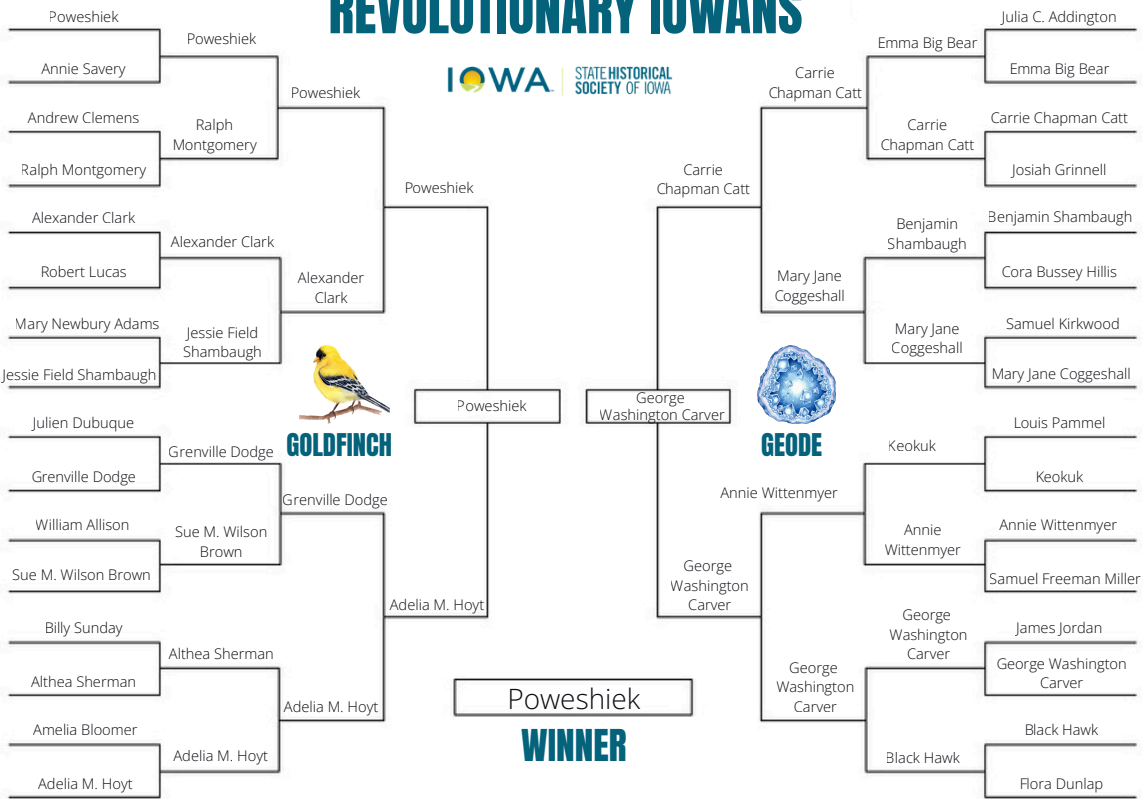 REVOLUTIONARY IOWANS
IOWA
STATE HISTORICAL
SOCIETY OF IOWA
Poweshiek
Annie Savery
Andrew Clemens
Ralph Montgomery
Alexander Clark
Robert Lucas
Mary Newbury Adams
Jessie Field Shambaugh
Julien Dubuque
Grenville Dodge
William Allison
Sue M. Wilson Brown
Billy Sunday
Althea Sherman
Amelia Bloomer
Adelia M. Hoyt
Poweshiek
Ralph
Montgomery
Alexander Clark
Jessie Field
Shambaugh
Grenville Dodge
Sue M. Wilson
Brown
Althea Sherman
Adelia M. Hoyt
Poweshiek
Alexander
Clark
Grenville Dodge
Adelia M. Hoyt
Poweshiek
Adelia M. Hoyt
GOLDFINCH
Poweshiek
George
Washington Carver
GEODE
Poweshiek
WINNER
Carrie
Chapman Catt
George
Washington
Carver
Carrie
Chapman Catt
Mary Jane
Coggeshall
Annie Wittenmyer
George
Washington
Carver
Emma Big Bear
Carrie
Chapman Catt
Benjamin
Shambaugh
Mary Jane
Coggeshall
Keokuk
Annie
Wittenmyer
George
Washington
Carver
Black Hawk
Julia C. Addington
Emma Big Bear
Carrie Chapman Catt
Josiah Grinnell
Benjamin Shambaugh
Cora Bussey Hillis
Samuel Kirkwood
Mary Jane Coggeshall
Louis Pammel
Keokuk
Annie Wittenmyer
Samuel Freeman Miller
James Jordan
George Washington
Carver
Black Hawk
Flora Dunlap